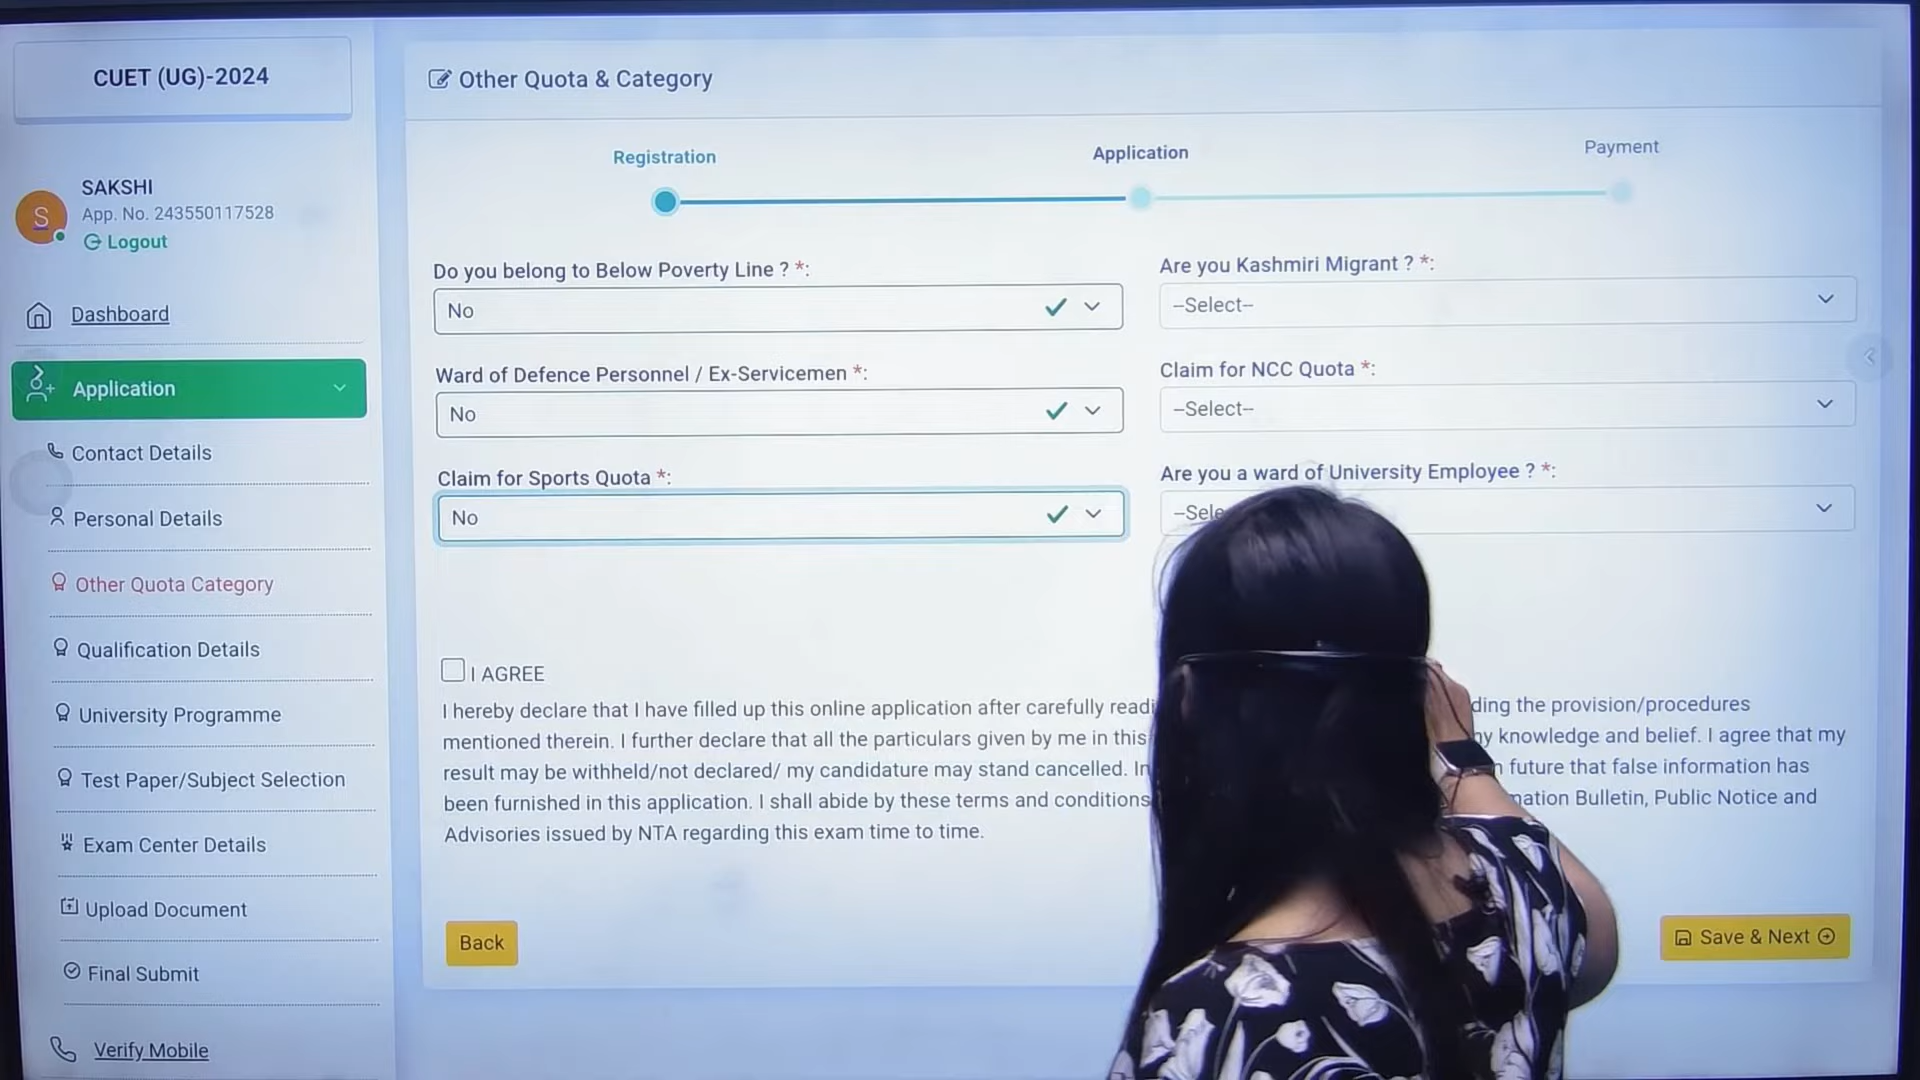 CUET (UG)-2024
S
SAKSHI
App. No. 243550117528
Logout
Dashboard
Application
Contact Details
Personal Details
Other Quota Category
Qualification Details
University Programme
Test Paper/Subject Selection
Exam Center Details
Upload Document
Final Submit
Verify Mobile
Other Quota & Category
Registration
Application
Payment
Do you belong to Below Poverty Line ? *:
No
Are you Kashmiri Migrant ? *:
--Select--
Ward of Defence Personnel / Ex-Servicemen *:
No
Claim for NCC Quota *:
--Select--
Claim for Sports Quota *:
No
Are you a ward of University Employee ? *:
I AGREE
I hereby declare that I have filled up this online application after carefully the provision/procedures
mentioned therein. I further declare that all the particulars given by me in this knowledge and belief. I agree that my
result may be withheld/not declared/ my candidature may stand cancelled. future that false information has
been furnished in this application. I shall abide by these terms and conditions Bulletin, Public Notice and
Advisories issued by NTA regarding this exam time to time.
Back
Save & Next